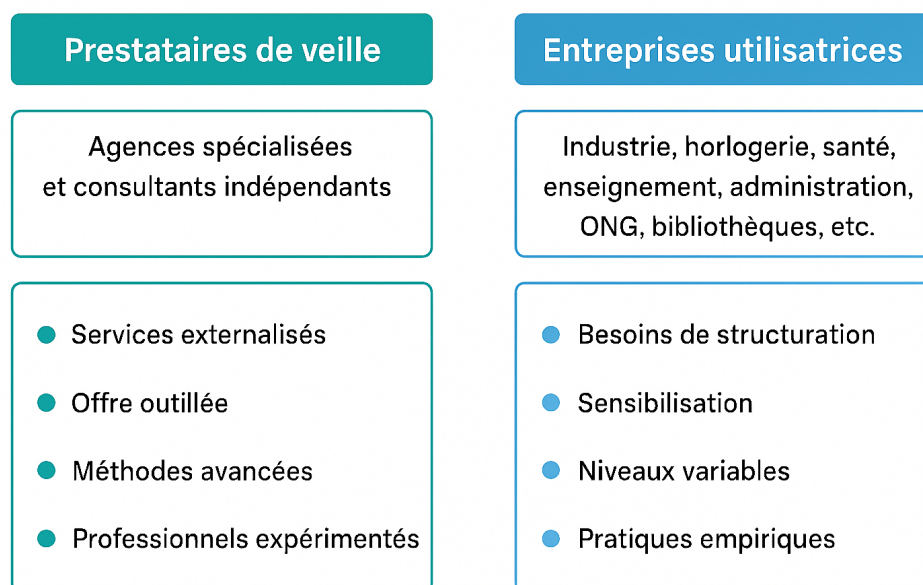 Prestataires de veille
Agences spécialisées
et consultants indépendants
Services externalisés
Offre outillée
Méthodes avancées
Professionnels expérimentés
Entreprises utilisatrices
Industrie, horlogerie, santé,
enseignement, administration,
ONG, bibliothèques, etc.
Besoins de structuration
Sensibilisation
Niveaux variables
Pratiques empiriques